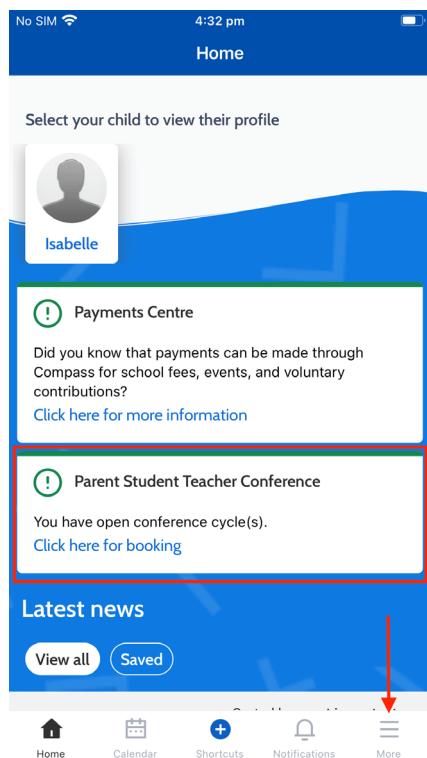 No SIM 4:32 pm
Home
Select your child to view their profile
Isabelle
Payments Centre
Did you know that payments can be made through
Compass for school fees, events, and voluntary
contributions?
Click here for more information
Parent Student Teacher Conference
You have open conference cycle(s).
Click here for booking
Latest news
View all Saved
Home Calendar Shortcuts Notifications More